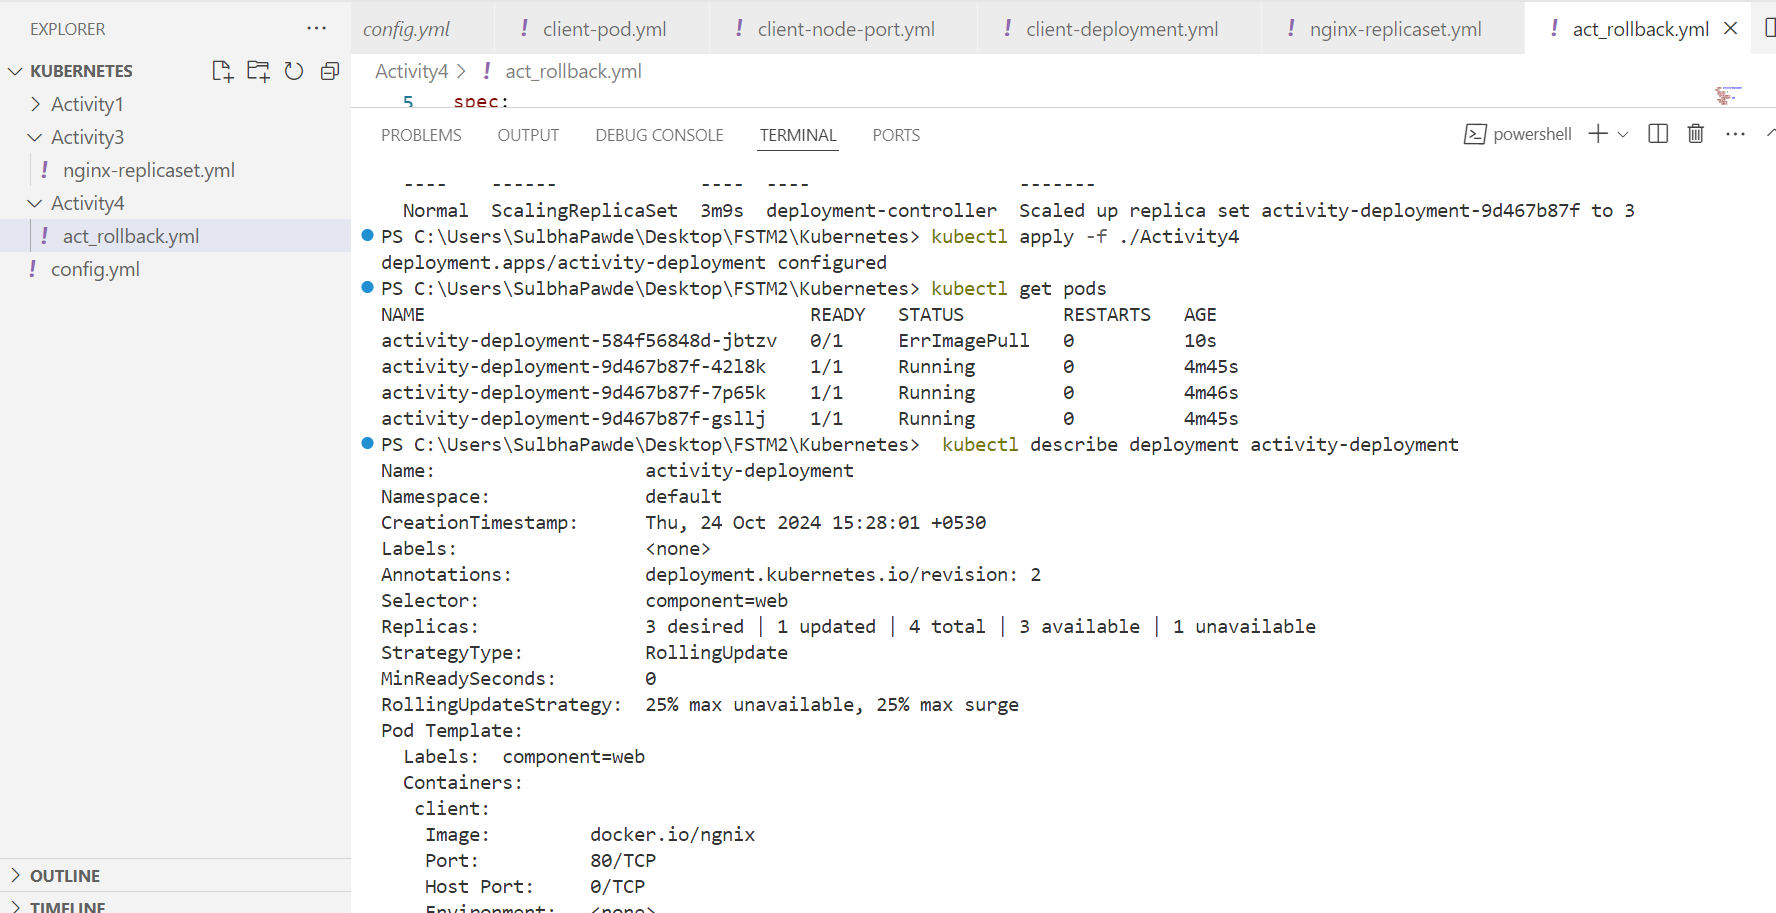 EXPLORER
KUBERNETES
Activity1
Activity3
! nginx-replicaset.yml
Activity4
! act_rollback.yml
! config.yml
OUTLINE
TIMELINE
config.yml ! client-pod.yml ! client-node-port.yml ! client-deployment.yml ! nginx-replicaset.yml ! act_rollback.yml
Activity4 > ! act_rollback.yml
5 spec:
PROBLEMS OUTPUT DEBUG CONSOLE TERMINAL PORTS powershell
---- ------ ---- ---- -------
Normal ScalingReplicaSet 3m9s deployment-controller Scaled up replica set activity-deployment-9d467b87f to 3
PS C:\Users\SulbhaPawde\Desktop\FSTM2\Kubernetes> kubectl apply -f ./Activity4
deployment.apps/activity-deployment configured
PS C:\Users\SulbhaPawde\Desktop\FSTM2\Kubernetes> kubectl get pods
NAME READY STATUS RESTARTS AGE
activity-deployment-584f56848d-jbtzv 0/1 ErrImagePull 0 10s
activity-deployment-9d467b87f-42l8k 1/1 Running 0 4m45s
activity-deployment-9d467b87f-7p65k 1/1 Running 0 4m46s
activity-deployment-9d467b87f-gsllj 1/1 Running 0 4m45s
PS C:\Users\SulbhaPawde\Desktop\FSTM2\Kubernetes> kubectl describe deployment activity-deployment
Name: activity-deployment
Namespace: default
CreationTimestamp: Thu, 24 Oct 2024 15:28:01 +0530
Labels: <none>
Annotations: deployment.kubernetes.io/revision: 2
Selector: component=web
Replicas: 3 desired | 1 updated | 4 total | 3 available | 1 unavailable
StrategyType: RollingUpdate
MinReadySeconds: 0
RollingUpdateStrategy: 25% max unavailable, 25% max surge
Pod Template:
Labels: component=web
Containers:
client:
Image: docker.io/ngnix
Port: 80/TCP
Host Port: 0/TCP
Environment: <none>